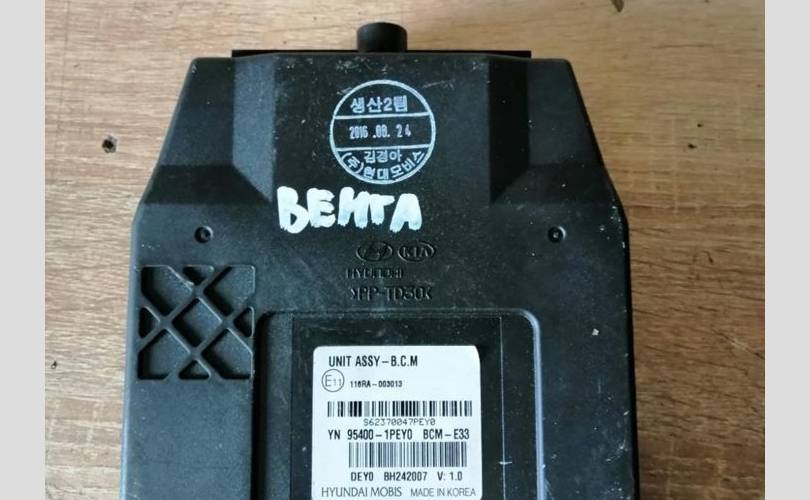 생산2팀
2016 .08. 24
김경아
(주)현대모비스
ВЕНГА
KIA
HYUNDAI
>PP-TD30<
UNIT ASSY-B.C.M
E11
116RA-003013
S62370047PEY0
YN 95400-1PEY0 BCM-E33
DEY0 BH242007 V: 1.0
HYUNDAI MOBIS MADE IN KOREA